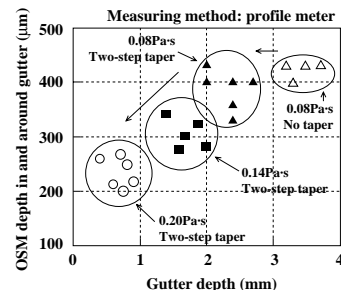 Measuring method: profile meter
OSM depth in and around gutter (μm)
500
400
300
200
100
0.08Pa·s
Two-step taper
0.08Pa·s
No taper
0.14Pa·s
Two-step taper
0.20Pa·s
Two-step taper
0
1
2
3
4
Gutter depth (mm)